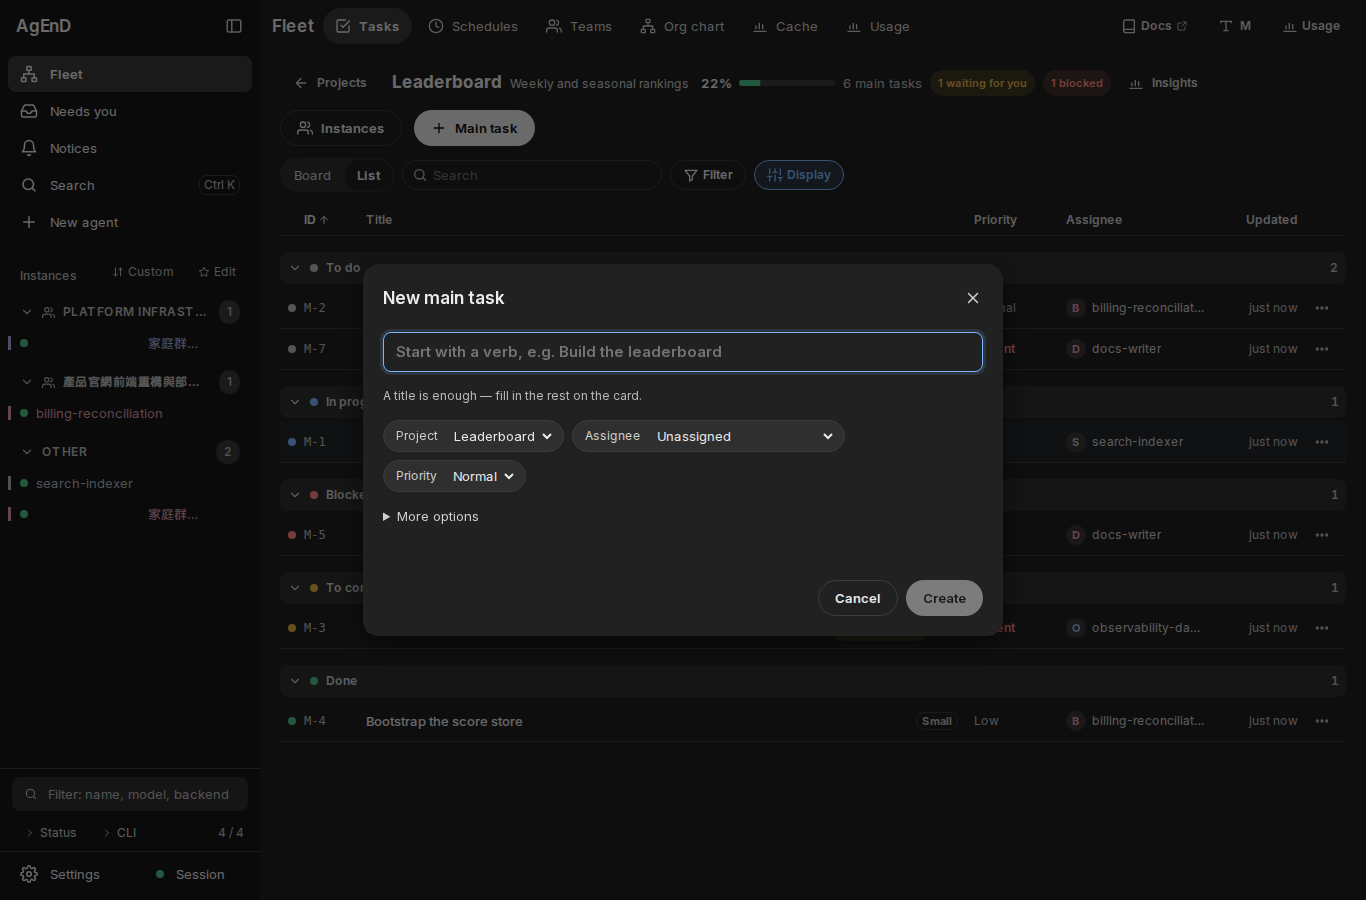 AgEnD
Fleet
Needs you
Notices
Search Ctrl K
New agent
Instances Custom Edit
PLATFORM INFRAST... 1
家庭群...
產品官網前端重構與部... 1
billing-reconciliation
OTHER 2
search-indexer
家庭群...
Filter: name, model, backend
Status CLI 4 / 4
Settings Session
Fleet Tasks Schedules Teams Org chart Cache Usage Docs M Usage
Projects Leaderboard Weekly and seasonal rankings 22% 6 main tasks 1 waiting for you 1 blocked Insights
Instances Main task
Board List Search Filter Display
ID Title Priority Assignee Updated
To do 2
M-2 B billing-reconciliat... just now
M-7 D docs-writer just now
1
M-1 S search-indexer just now
1
M-5 D docs-writer just now
1
M-3 O observability-da... just now
Done 1
M-4 Bootstrap the score store Small Low B billing-reconciliat... just now
New main task
Start with a verb, e.g. Build the leaderboard
A title is enough — fill in the rest on the card.
Project Leaderboard Assignee Unassigned
Priority Normal
More options
Cancel Create